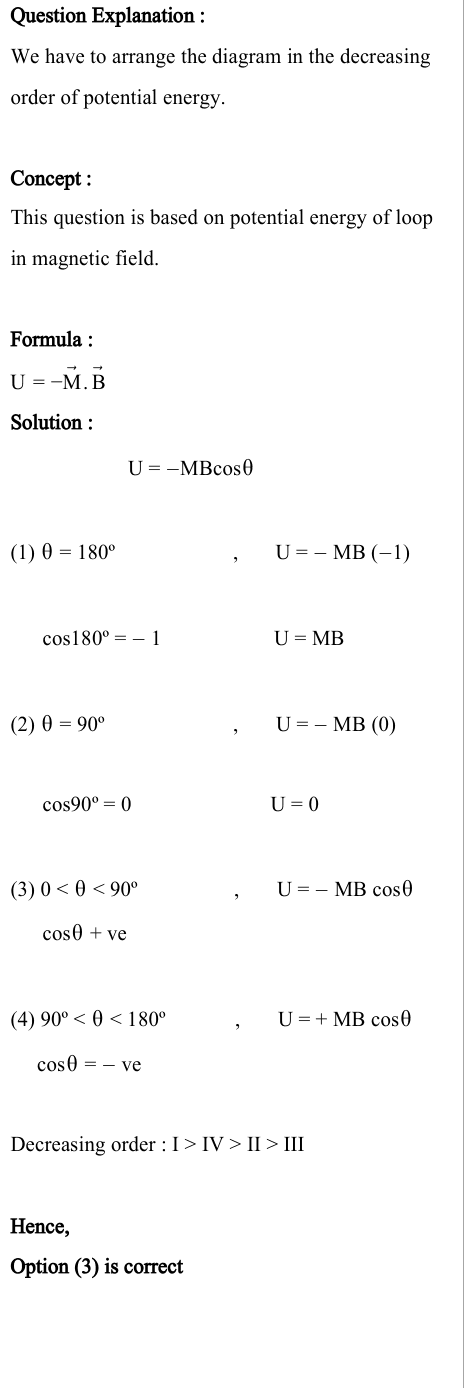 Question Explanation :
We have to arrange the diagram in the decreasing
order of potential energy.
Concept :
This question is based on potential energy of loop
in magnetic field.
Formula :
U = −M⃗ . B⃗
Solution :
U = −MBcosθ
(1) θ = 180º , U = − MB (−1)
cos180º = − 1 U = MB
(2) θ = 90º , U = − MB (0)
cos90º = 0 U = 0
(3) 0 < θ < 90º , U = − MB cosθ
cosθ + ve
(4) 90º < θ < 180º , U = + MB cosθ
cosθ = − ve
Decreasing order : I > IV > II > III
Hence,
Option (3) is correct